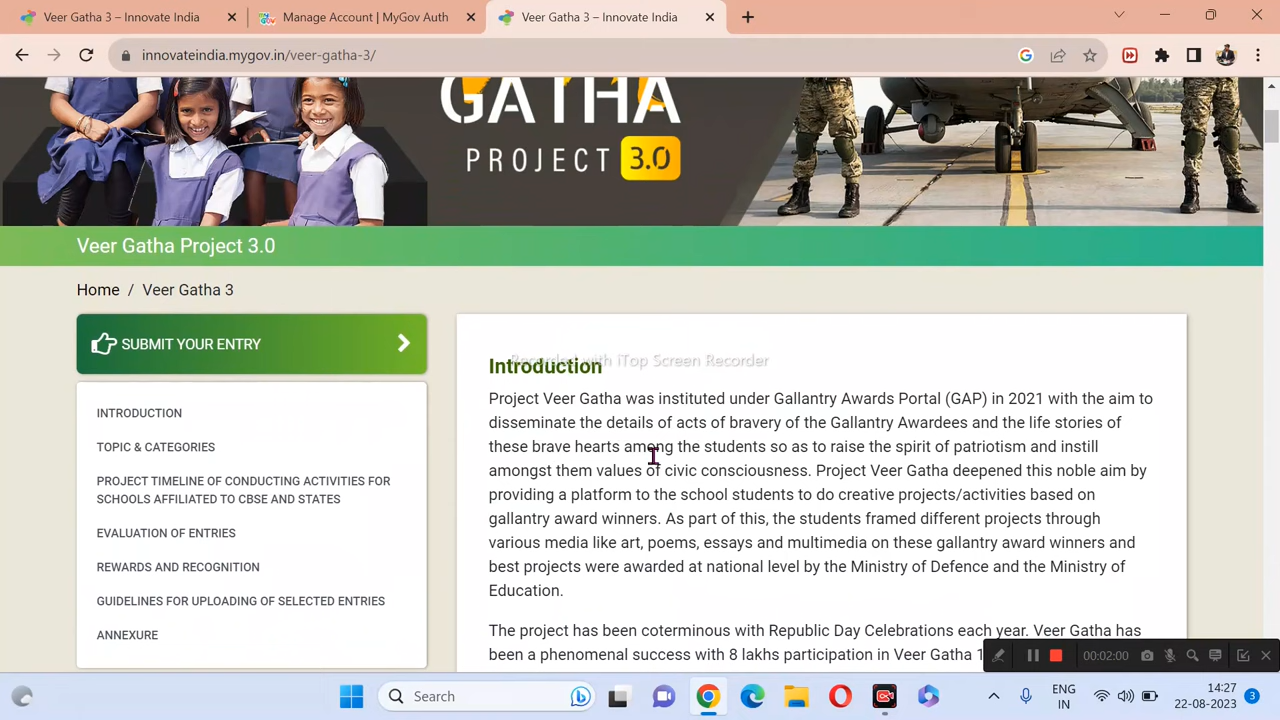 Veer Gatha 3 – Innovate India
Manage Account | MyGov Auth
Veer Gatha 3 – Innovate India
innovateindia.mygov.in/veer-gatha-3/
GATHA
PROJECT 3.0
Veer Gatha Project 3.0
Home / Veer Gatha 3
SUBMIT YOUR ENTRY
INTRODUCTION
TOPIC & CATEGORIES
PROJECT TIMELINE OF CONDUCTING ACTIVITIES FOR
SCHOOLS AFFILIATED TO CBSE AND STATES
EVALUATION OF ENTRIES
REWARDS AND RECOGNITION
GUIDELINES FOR UPLOADING OF SELECTED ENTRIES
ANNEXURE
Recorded with iTop Screen Recorder
Introduction
Project Veer Gatha was instituted under Gallantry Awards Portal (GAP) in 2021 with the aim to
disseminate the details of acts of bravery of the Gallantry Awardees and the life stories of
these brave hearts among the students so as to raise the spirit of patriotism and instill
amongst them values of civic consciousness. Project Veer Gatha deepened this noble aim by
providing a platform to the school students to do creative projects/activities based on
gallantry award winners. As part of this, the students framed different projects through
various media like art, poems, essays and multimedia on these gallantry award winners and
best projects were awarded at national level by the Ministry of Defence and the Ministry of
Education.
The project has been coterminous with Republic Day Celebrations each year. Veer Gatha has
been a phenomenal success with 8 lakhs participation in Veer Gatha 1
00:02:00
Search
ENG
IN
14:27
22-08-2023
3